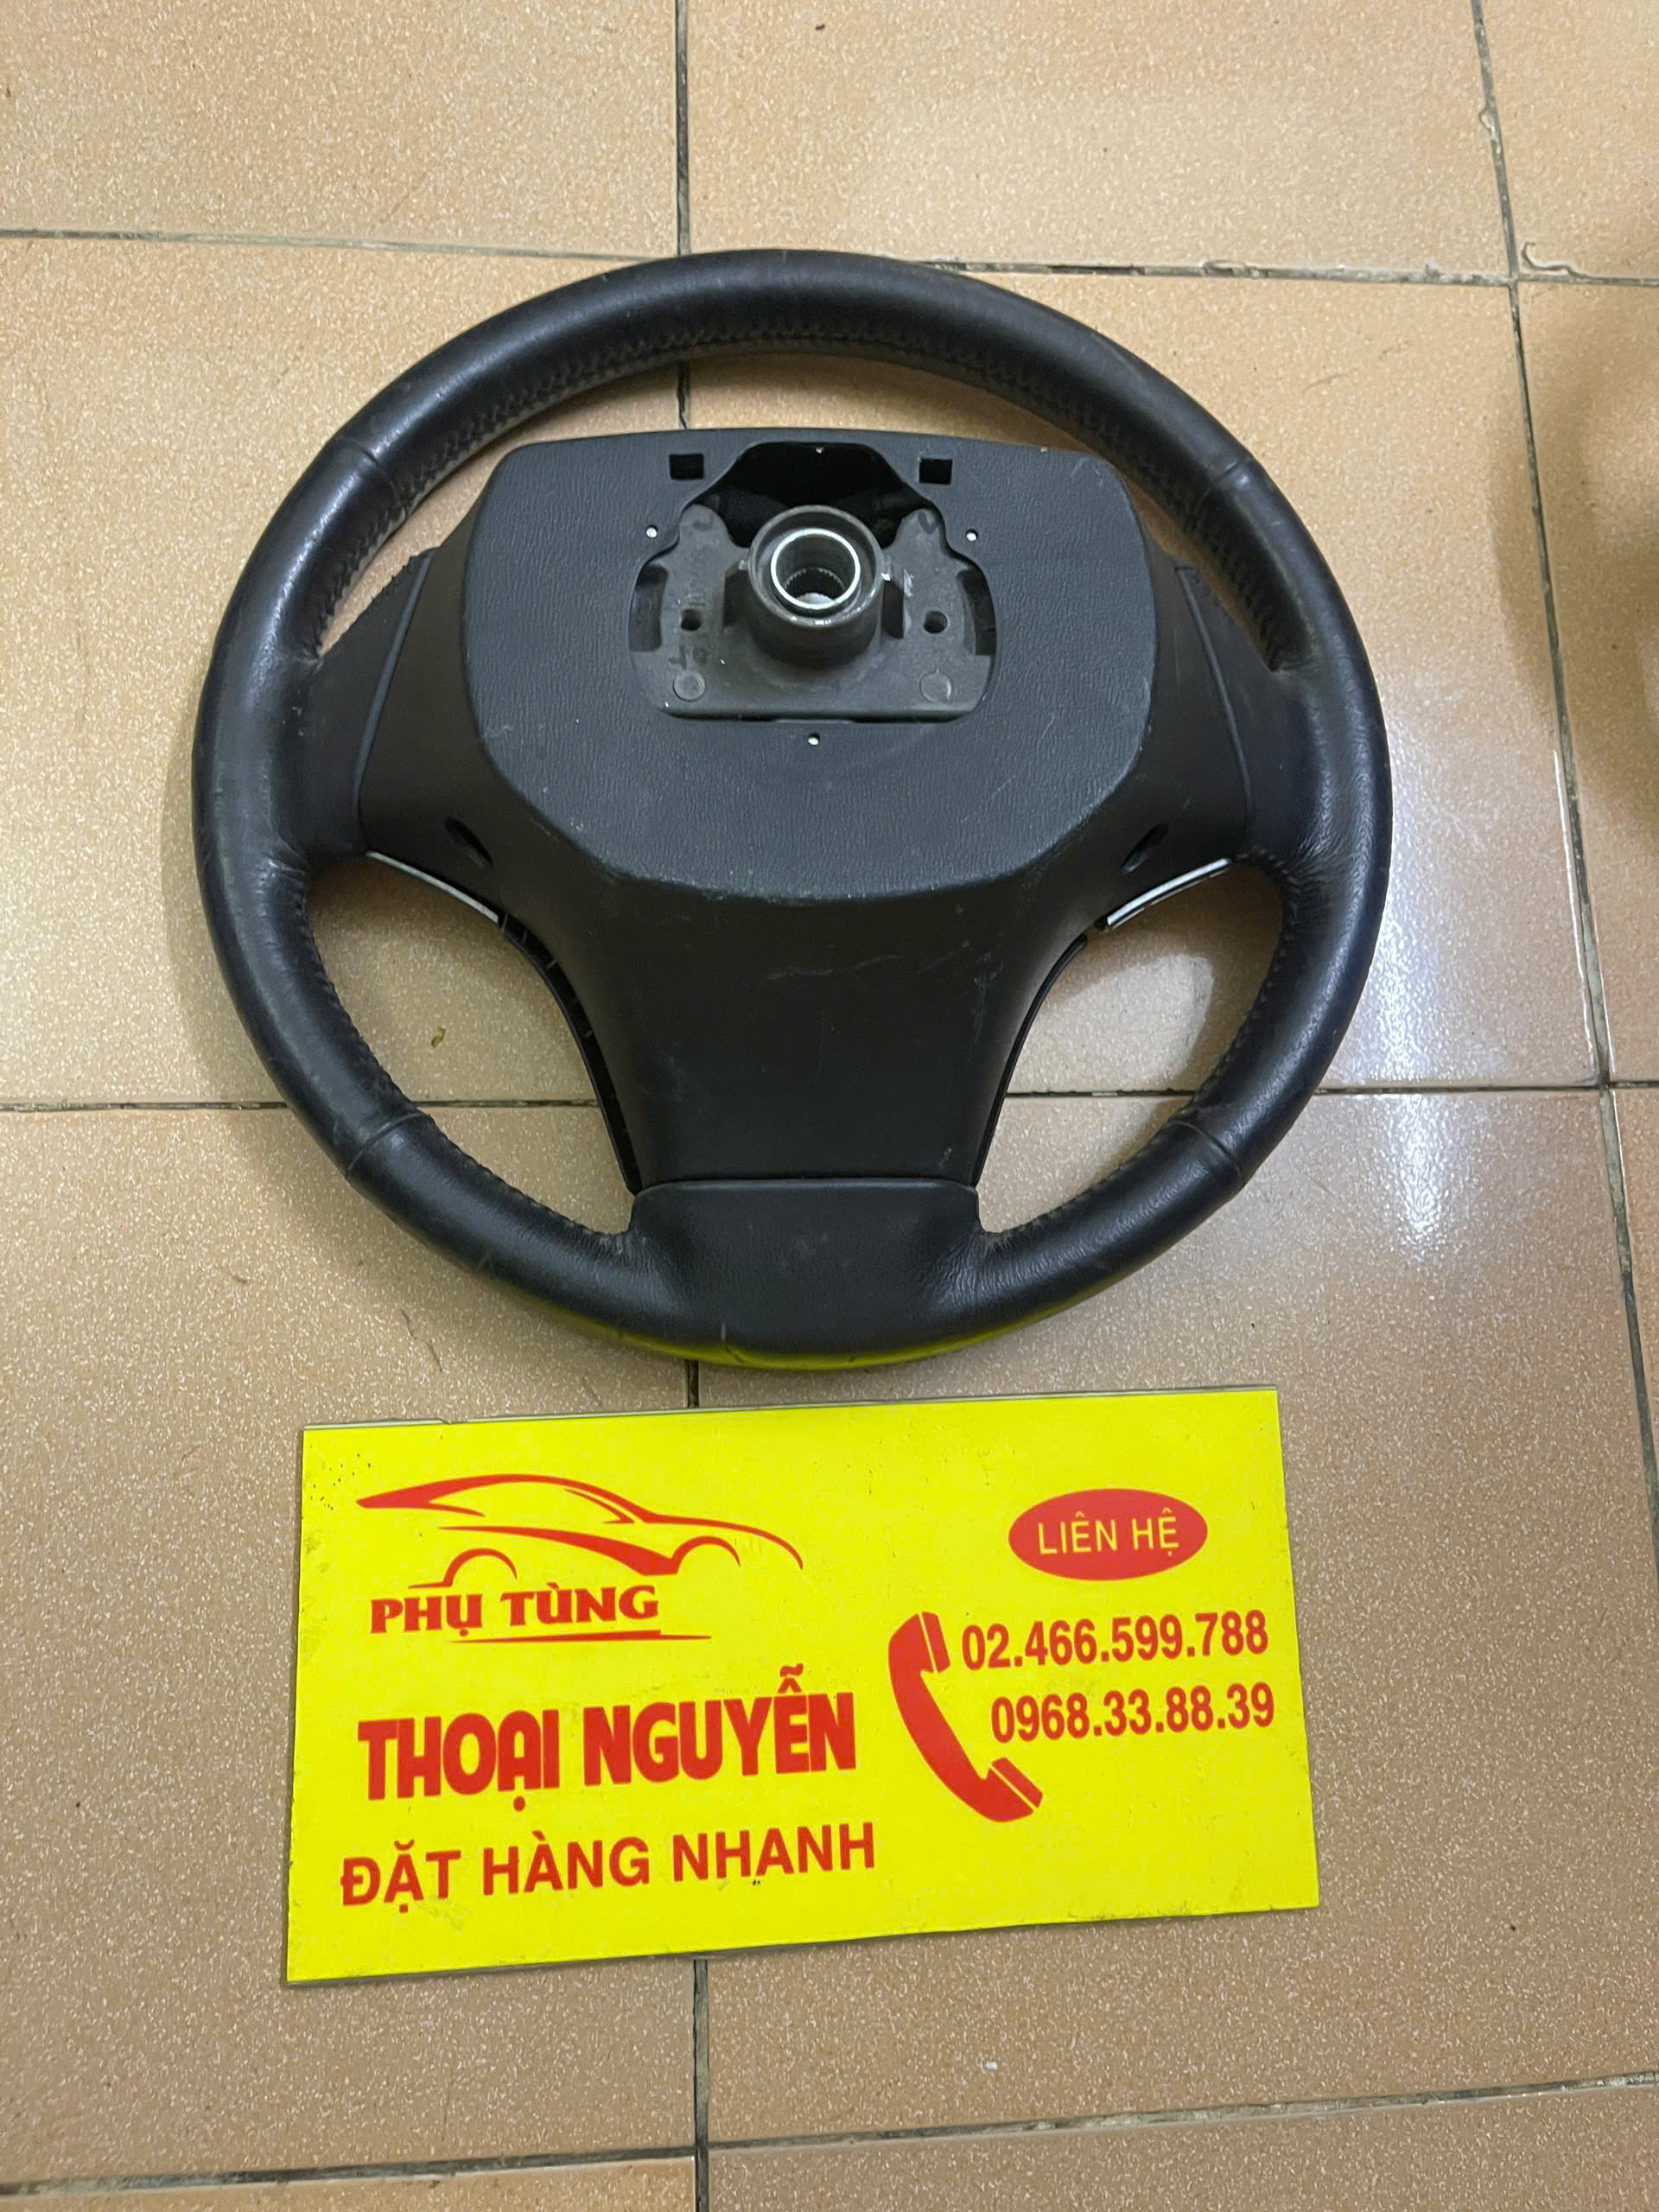 PHỤ TÙNG
THOẠI NGUYỄN
ĐẶT HÀNG NHANH
LIÊN HỆ
02.466.599.788
0968.33.88.39